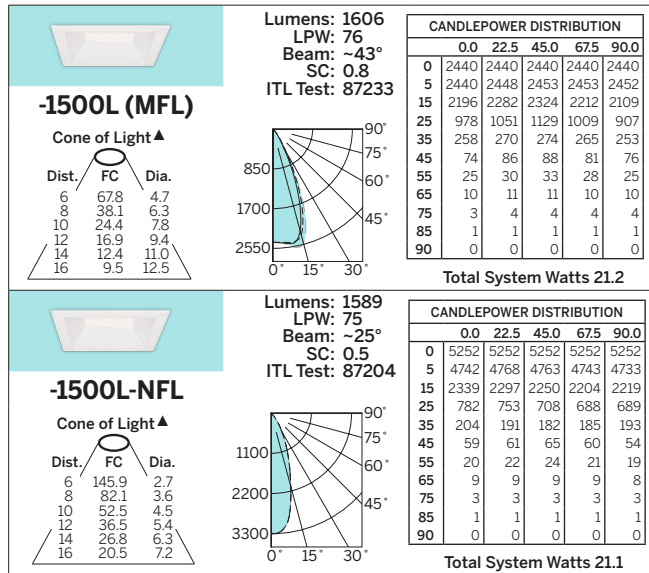 Lumens: 1606
LPW: 76
Beam: ~43°
SC: 0.8
ITL Test: 87233
-1500L (MFL)
Cone of Light▲
Dist. FC Dia.
6 67.8 4.7
8 38.1 6.3
10 24.4 7.8
12 16.9 9.4
14 12.4 11.0
16 9.5 12.5
90°
75°
60°
45°
850
1700
2550
0° 15° 30°
CANDLEPOWER DISTRIBUTION
0.0 22.5 45.0 67.5 90.0
0 2440 2440 2440 2440 2440
5 2440 2448 2453 2453 2452
15 2196 2282 2324 2212 2109
25 978 1051 1129 1009 907
35 258 270 274 265 253
45 74 86 88 81 76
55 25 30 33 28 25
65 10 11 11 10 10
75 3 4 4 4 4
85 1 1 1 1 1
90 0 0 0 0 0
Total System Watts 21.2
Lumens: 1589
LPW: 75
Beam: ~25°
SC: 0.5
ITL Test: 87204
-1500L-NFL
Cone of Light▲
Dist. FC Dia.
6 145.9 2.7
8 82.1 3.6
10 52.5 4.5
12 36.5 5.4
14 26.8 6.3
16 20.5 7.2
90°
75°
60°
45°
1100
2200
3300
0° 15° 30°
CANDLEPOWER DISTRIBUTION
0.0 22.5 45.0 67.5 90.0
0 5252 5252 5252 5252 5252
5 4742 4768 4763 4743 4733
15 2339 2297 2250 2204 2219
25 782 753 708 688 689
35 204 191 182 185 193
45 59 61 65 60 54
55 20 22 24 21 19
65 9 9 9 9 8
75 3 3 3 3 3
85 1 1 1 1 1
90 0 0 0 0 0
Total System Watts 21.1